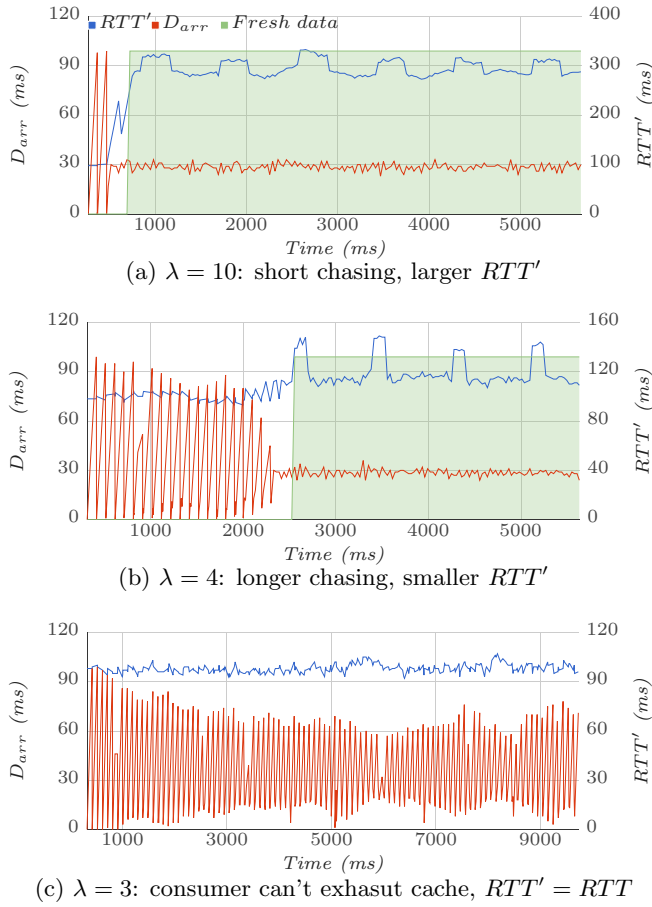 RTT′ D_arr Fresh data
120 400
90 300
60 200
30 100
0 0
D_arr (ms)
RTT′ (ms)
1000 2000 3000 4000 5000
Time (ms)
(a) λ = 10: short chasing, larger RTT′
120 160
90 120
60 80
30 40
0 0
D_arr (ms)
RTT′ (ms)
1000 2000 3000 4000 5000
Time (ms)
(b) λ = 4: longer chasing, smaller RTT′
120 120
90 90
60 60
30 30
0 0
D_arr (ms)
RTT′ (ms)
1000 3000 5000 7000 9000
Time (ms)
(c) λ = 3: consumer can't exhasut cache, RTT′ = RTT